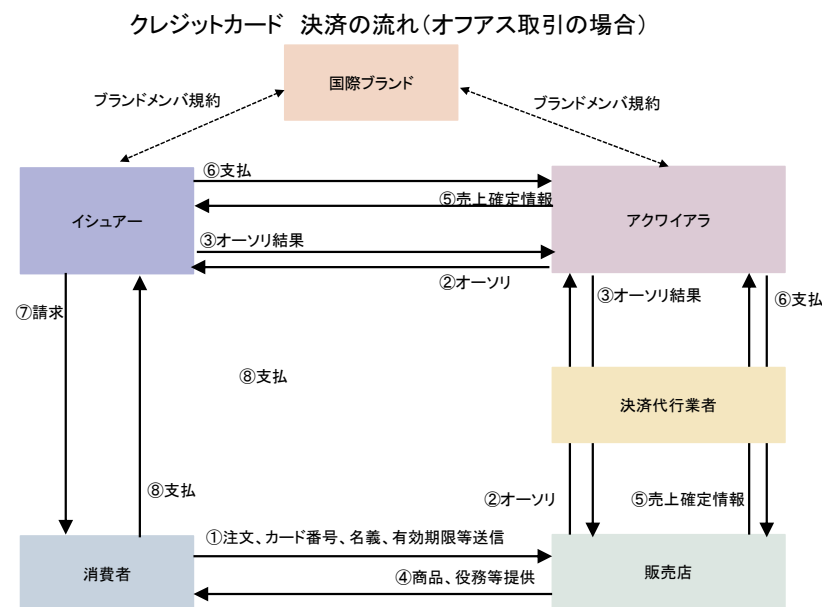 クレジットカード 決済の流れ（オフアス取引の場合）
国際ブランド
ブランドメンバ規約
ブランドメンバ規約
⑥支払
イシュアー
⑤売上確定情報
アクワイアラ
③オーソリ結果
②オーソリ
③オーソリ結果
⑥支払
⑦請求
⑧支払
決済代行業者
⑧支払
②オーソリ
⑤売上確定情報
①注文、カード番号、名義、有効期限等送信
消費者
④商品、役務等提供
販売店